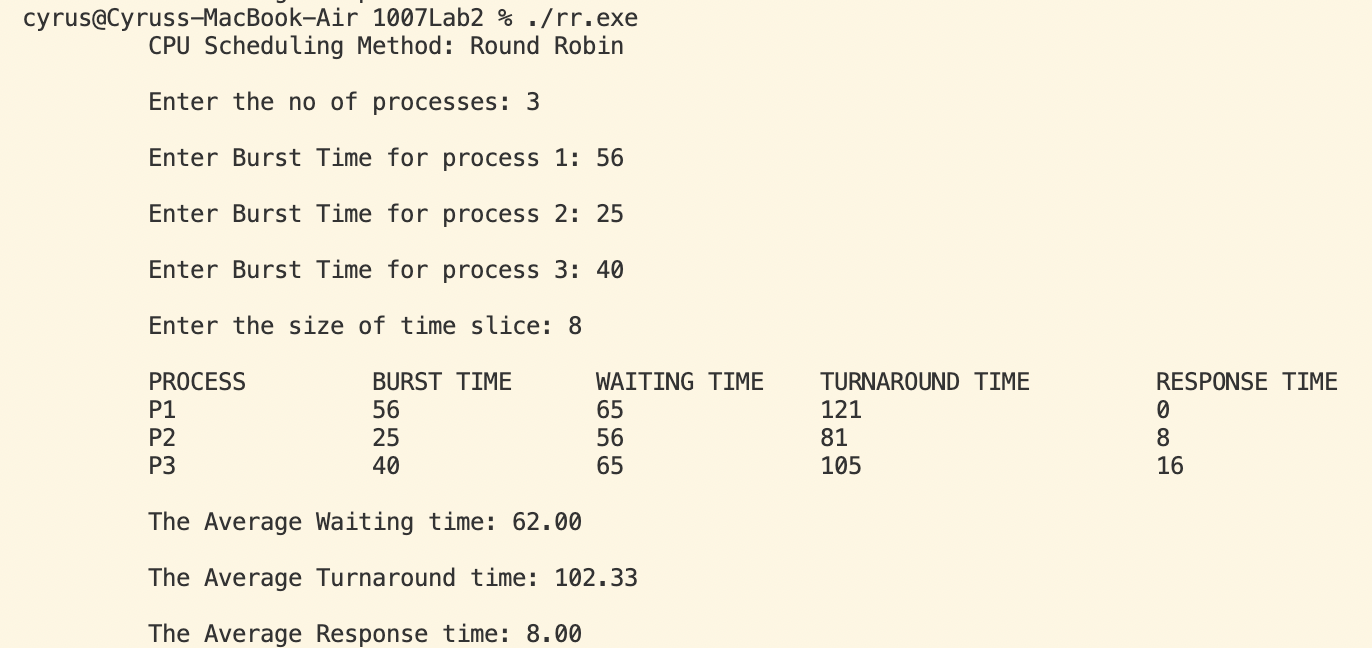 cyrus@Cyruss-MacBook-Air 1007Lab2 % ./rr.exe
CPU Scheduling Method: Round Robin
Enter the no of processes: 3
Enter Burst Time for process 1: 56
Enter Burst Time for process 2: 25
Enter Burst Time for process 3: 40
Enter the size of time slice: 8
PROCESS BURST TIME WAITING TIME TURNAROUND TIME RESPONSE TIME
P1 56 65 121 0
P2 25 56 81 8
P3 40 65 105 16
The Average Waiting time: 62.00
The Average Turnaround time: 102.33
The Average Response time: 8.00